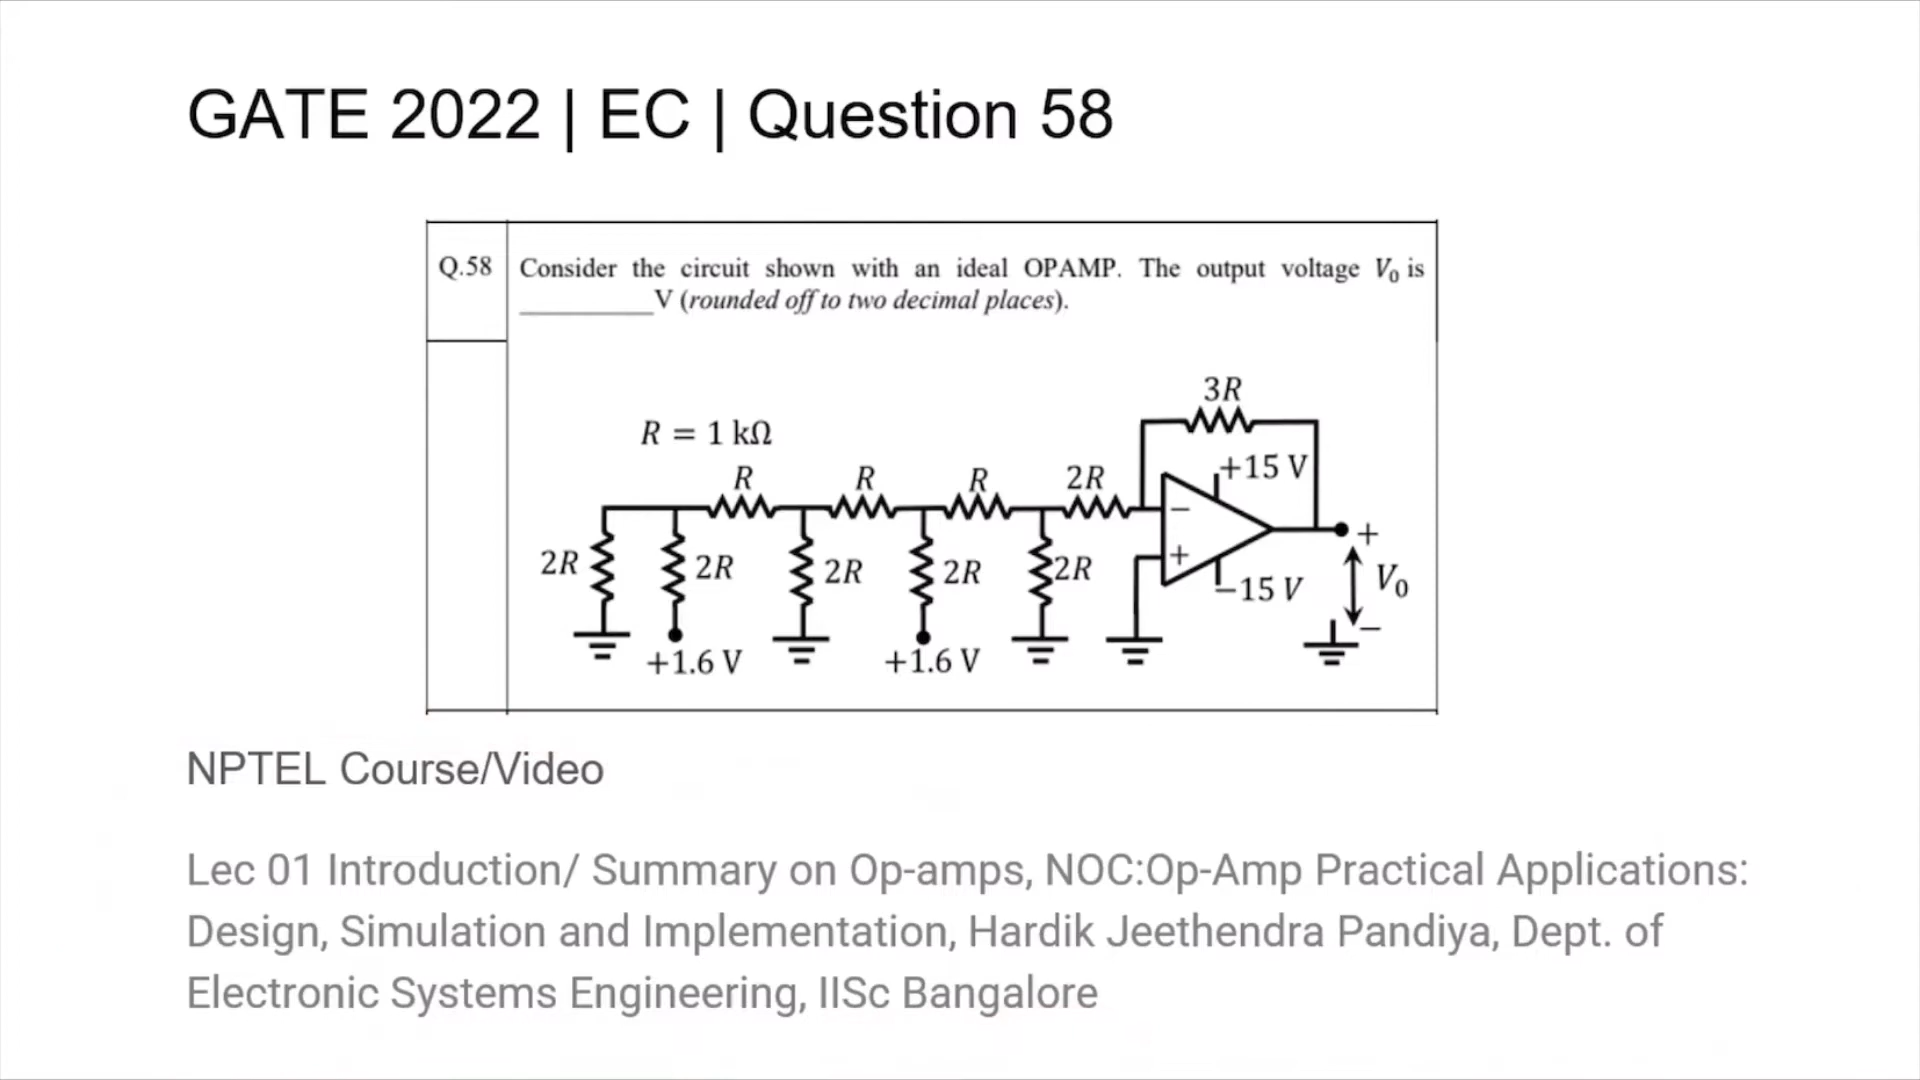 GATE 2022 | EC | Question 58
Q.58 Consider the circuit shown with an ideal OPAMP. The output voltage V₀ is
__________V (rounded off to two decimal places).
3R
R = 1 kΩ
+15 V
R R R 2R
−
+
+
2R 2R 2R 2R 2R
−15 V
V₀
−
+1.6 V +1.6 V
NPTEL Course/Video
Lec 01 Introduction/ Summary on Op-amps, NOC:Op-Amp Practical Applications:
Design, Simulation and Implementation, Hardik Jeethendra Pandiya, Dept. of
Electronic Systems Engineering, IISc Bangalore